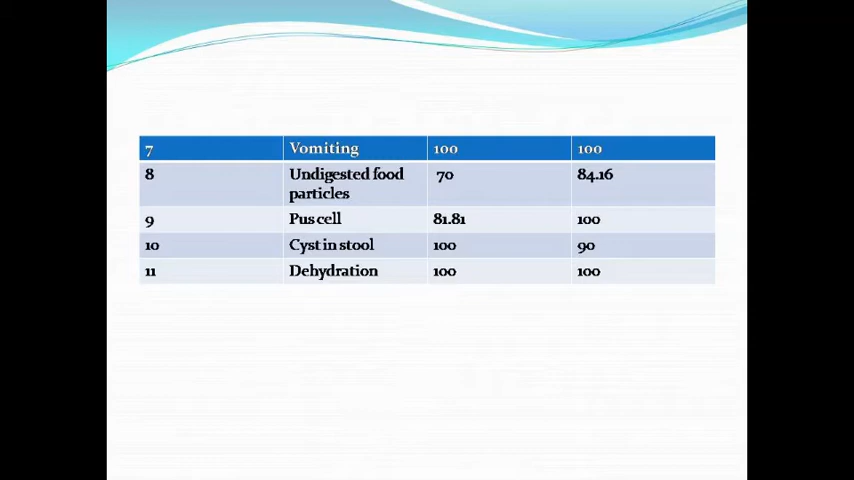 7 Vomiting 100 100
8 Undigested food 70 84.16
particles
9 Pus cell 81.81 100
10 Cyst in stool 100 90
11 Dehydration 100 100